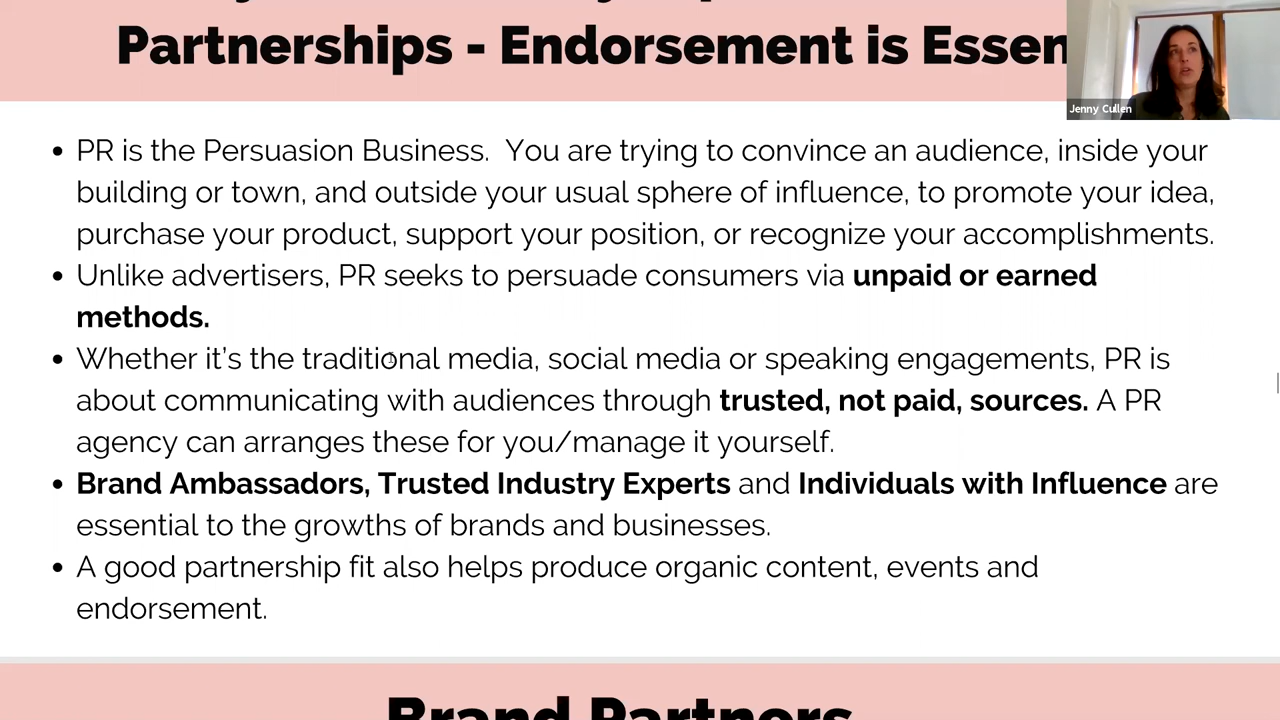 Partnerships - Endorsement is Essen
Jenny Cullen
• PR is the Persuasion Business.  You are trying to convince an audience, inside your
building or town, and outside your usual sphere of influence, to promote your idea,
purchase your product, support your position, or recognize your accomplishments.
• Unlike advertisers, PR seeks to persuade consumers via unpaid or earned
methods.
• Whether it's the traditional media, social media or speaking engagements, PR is
about communicating with audiences through trusted, not paid, sources. A PR
agency can arranges these for you/manage it yourself.
• Brand Ambassadors, Trusted Industry Experts and Individuals with Influence are
essential to the growths of brands and businesses.
• A good partnership fit also helps produce organic content, events and
endorsement.
Brand Partners